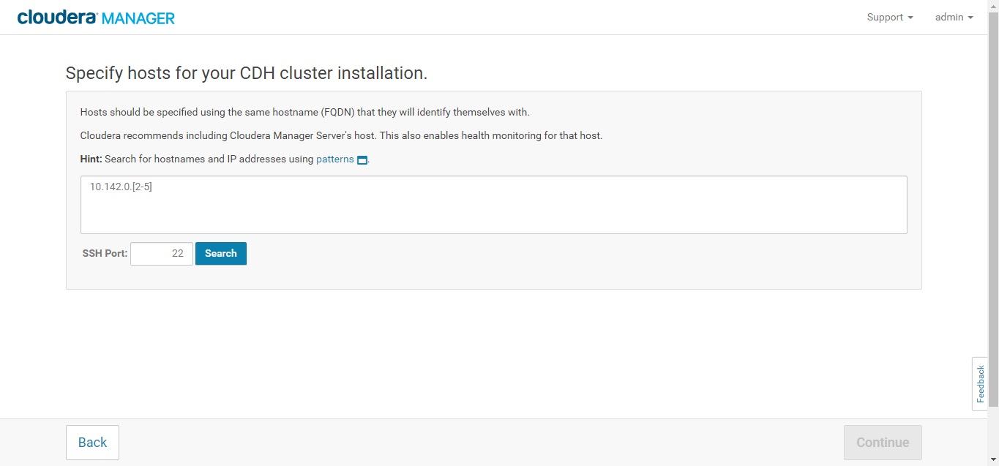 cloudera MANAGER
Support
admin
Specify hosts for your CDH cluster installation.
Hosts should be specified using the same hostname (FQDN) that they will identify themselves with.
Cloudera recommends including Cloudera Manager Server's host. This also enables health monitoring for that host.
Hint: Search for hostnames and IP addresses using patterns .
10.142.0.[2-5]
SSH Port: 22 Search
Feedback
Back
Continue